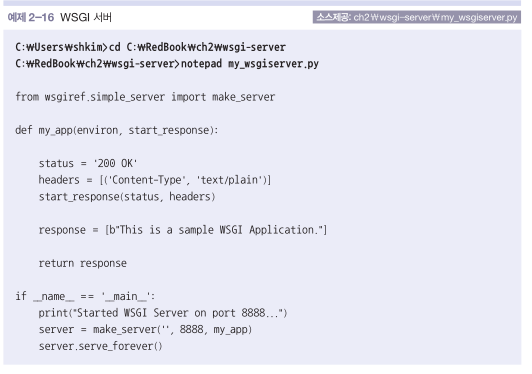 예제 2-16 WSGI 서버
소스제공: ch2₩wsgi-server₩my_wsgiserver.py
C:₩Users₩shkim>cd C:₩RedBook₩ch2₩wsgi-server
C:₩RedBook₩ch2₩wsgi-server>notepad my_wsgiserver.py
from wsgiref.simple_server import make_server
def my_app(environ, start_response):
    status = '200 OK'
    headers = [('Content-Type', 'text/plain')]
    start_response(status, headers)
    response = [b"This is a sample WSGI Application."]
    return response
if __name__ == '__main__':
    print("Started WSGI Server on port 8888...")
    server = make_server('', 8888, my_app)
    server.serve_forever()